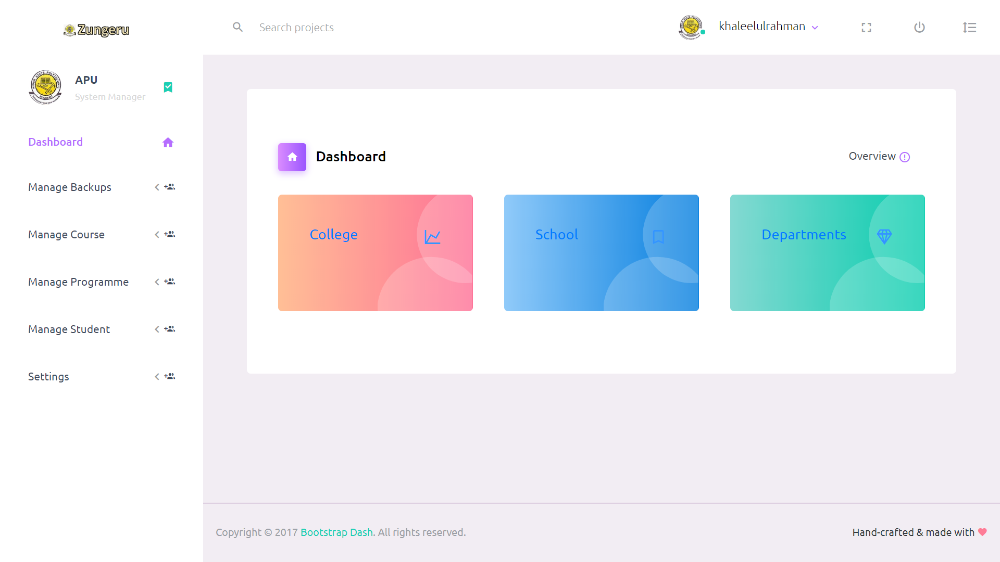 Zungeru
Search projects
khaleelulrahman
APU
System Manager
Dashboard
Manage Backups
Manage Course
Manage Programme
Manage Student
Settings
Dashboard
Overview
College
School
Departments
Copyright © 2017 Bootstrap Dash. All rights reserved.
Hand-crafted & made with